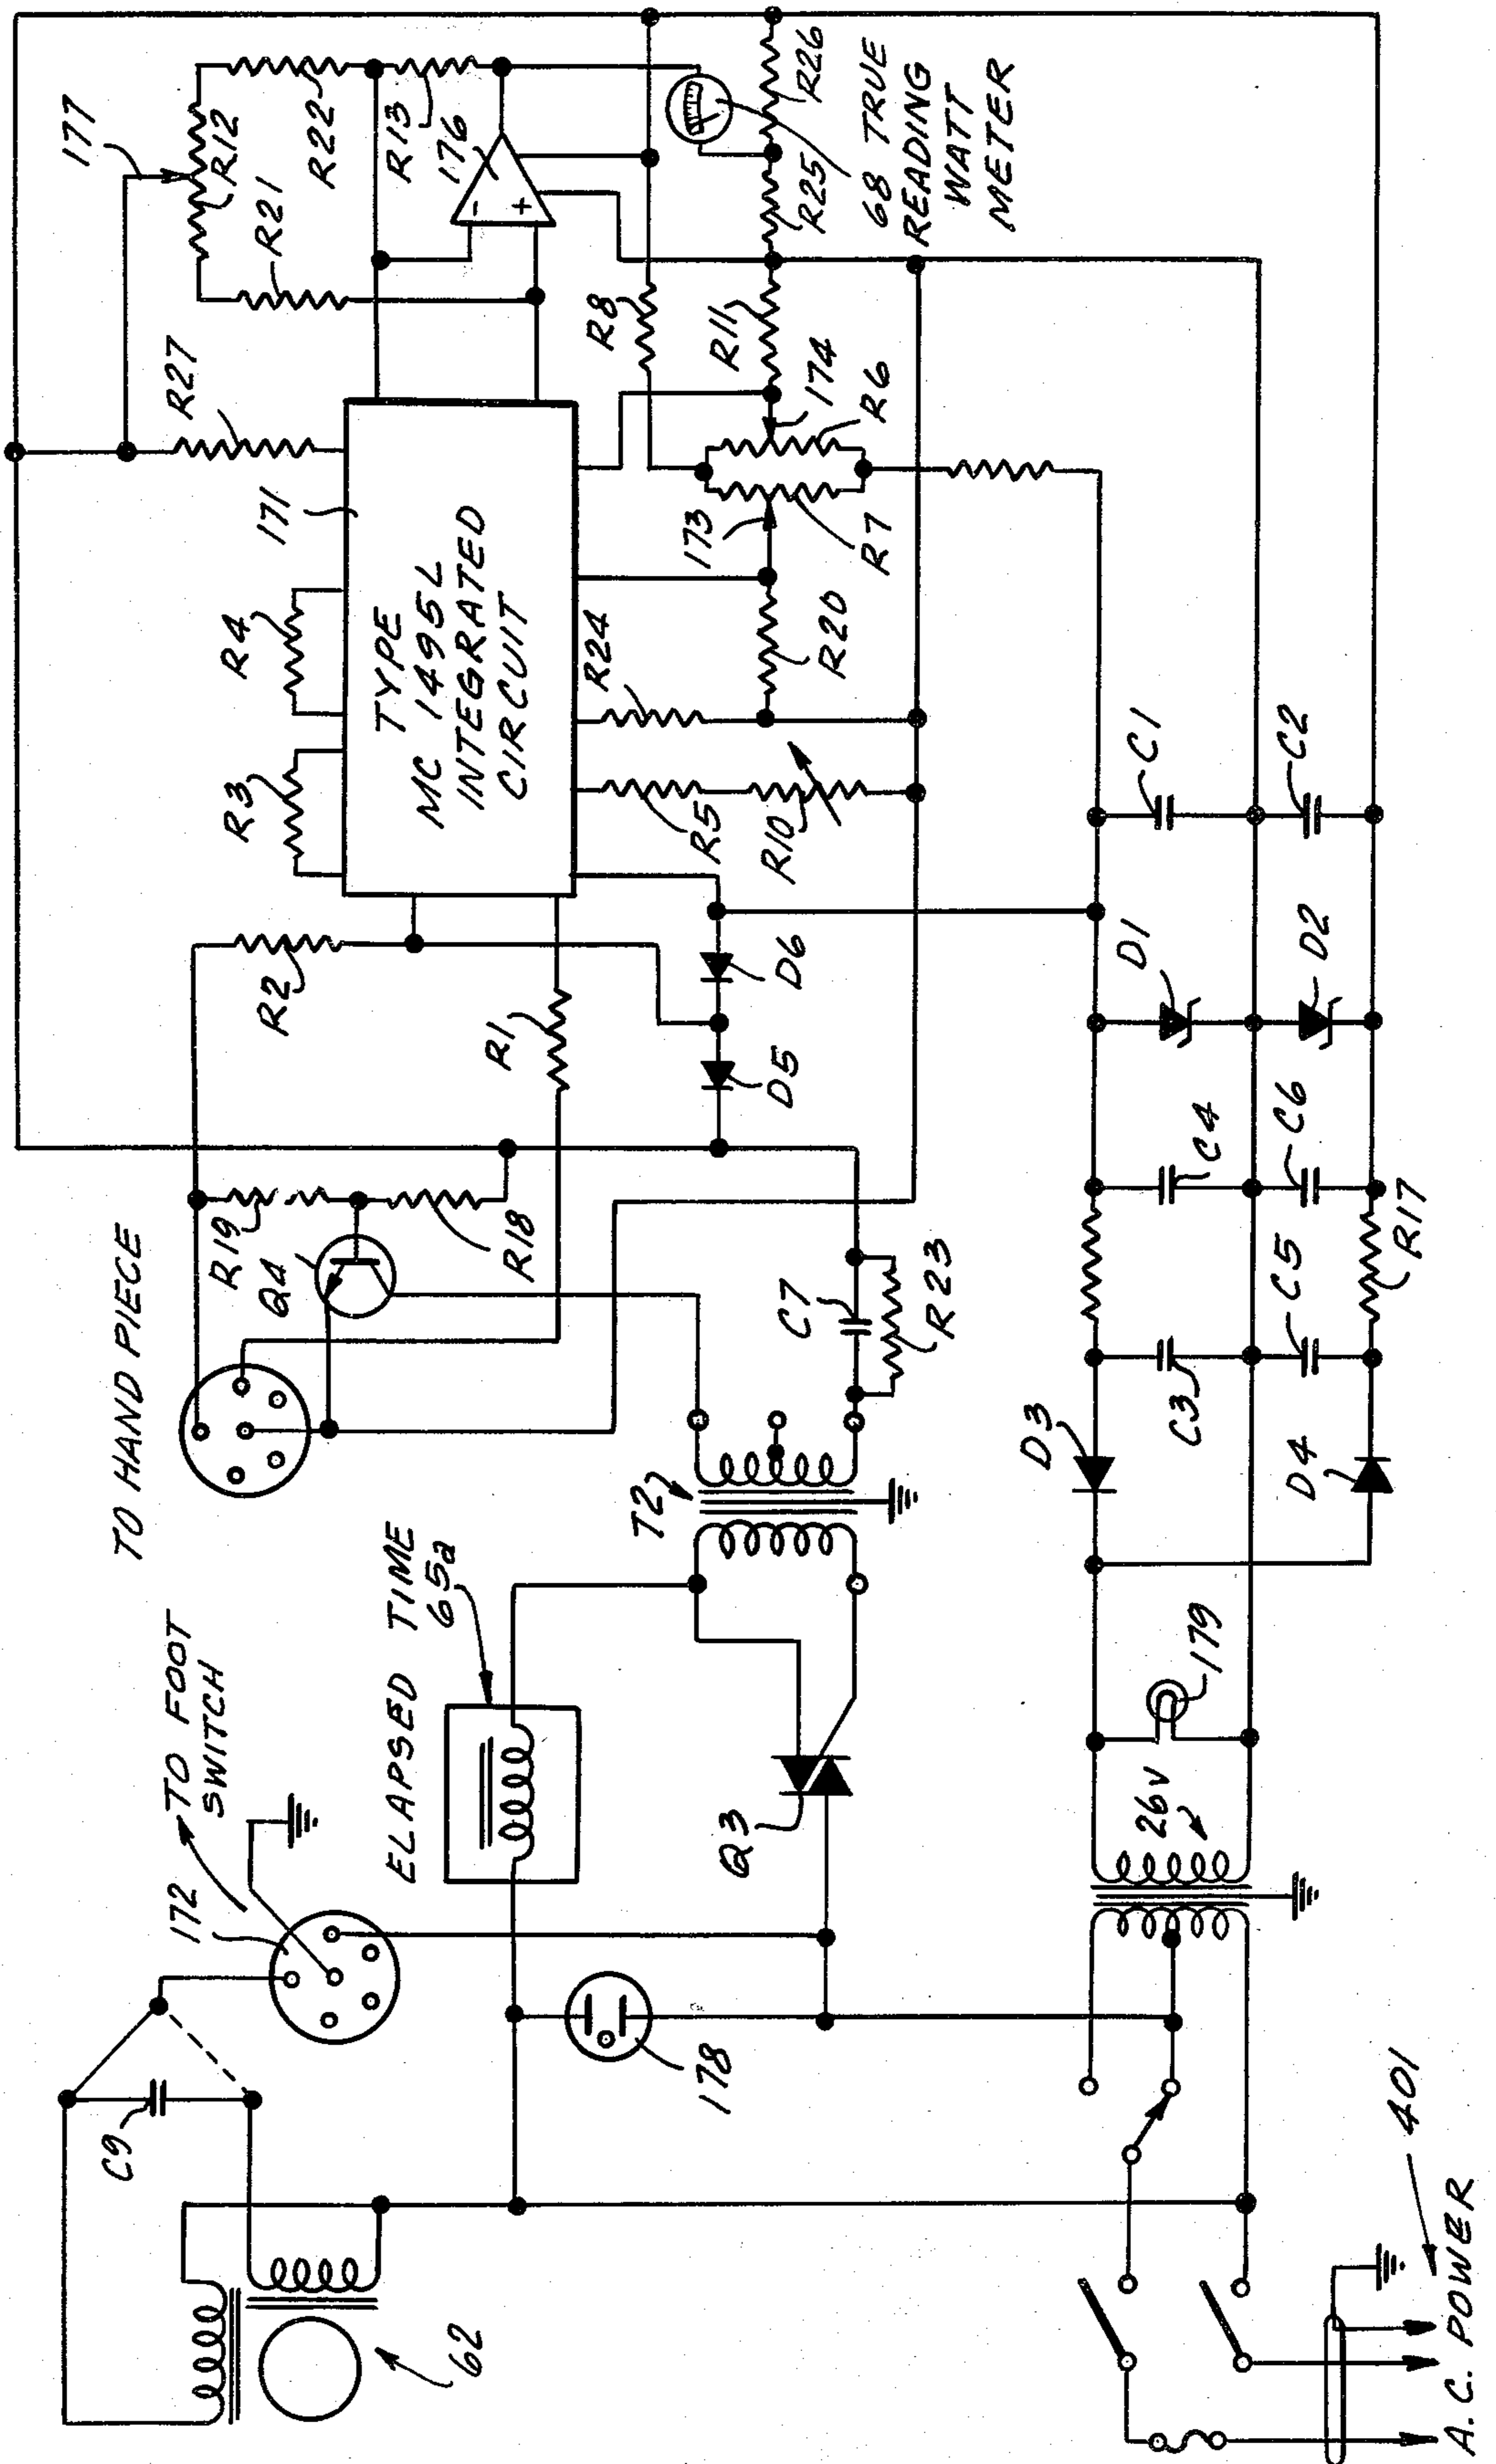 177
R12
R22
R13
176
R21
-
+
R27
171
R4
R3
TYPE
MC 1495L
INTEGRATED
CIRCUIT
R8
R26
R25
68 TRUE
READING
WATT
METER
R11
174
R6
173
R7
R20
R24
R5
R10
R2
R1
D6
D5
TO HAND PIECE
R19
Q4
R18
C7
R23
C1
C2
D1
D2
C4
C6
C3
C5
R17
D3
D4
T2
ELAPSED TIME
65a
TO FOOT
SWITCH
172
Q3
178
179
26V
C9
62
401
A.C. POWER